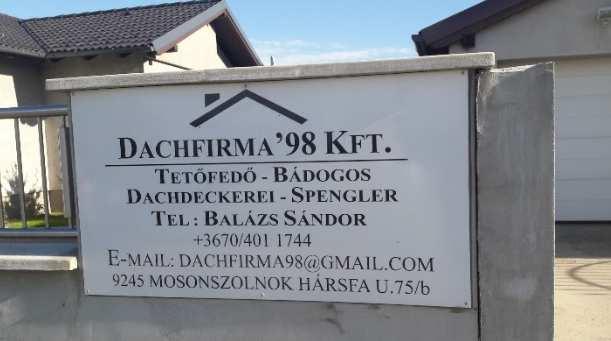 DACHFIRMA'98 KFT.
TETŐFEDŐ - BÁDOGOS
DACHDECKEREI - SPENGLER
TEL : BALÁZS SÁNDOR
+3670/401 1744
E-MAIL: DACHFIRMA98@GMAIL.COM
9245 MOSONSZOLNOK HÁRSFA U.75/b